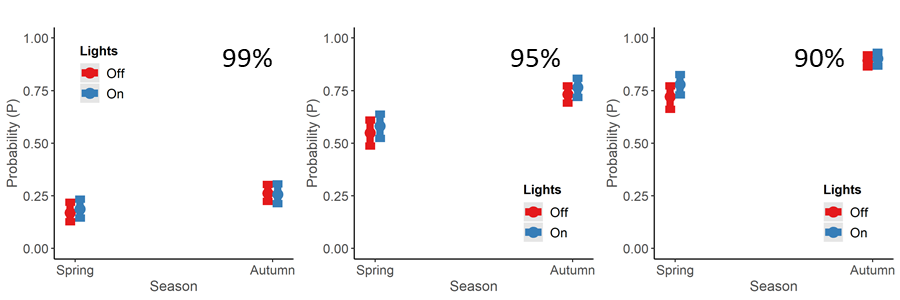 1.00
0.75
0.50
0.25
0.00
Probability (P)
Lights
Off
On
99%
Spring
Autumn
Season
1.00
0.75
0.50
0.25
0.00
Probability (P)
95%
Lights
Off
On
Spring
Autumn
Season
1.00
0.75
0.50
0.25
0.00
Probability (P)
90%
Lights
Off
On
Spring
Autumn
Season